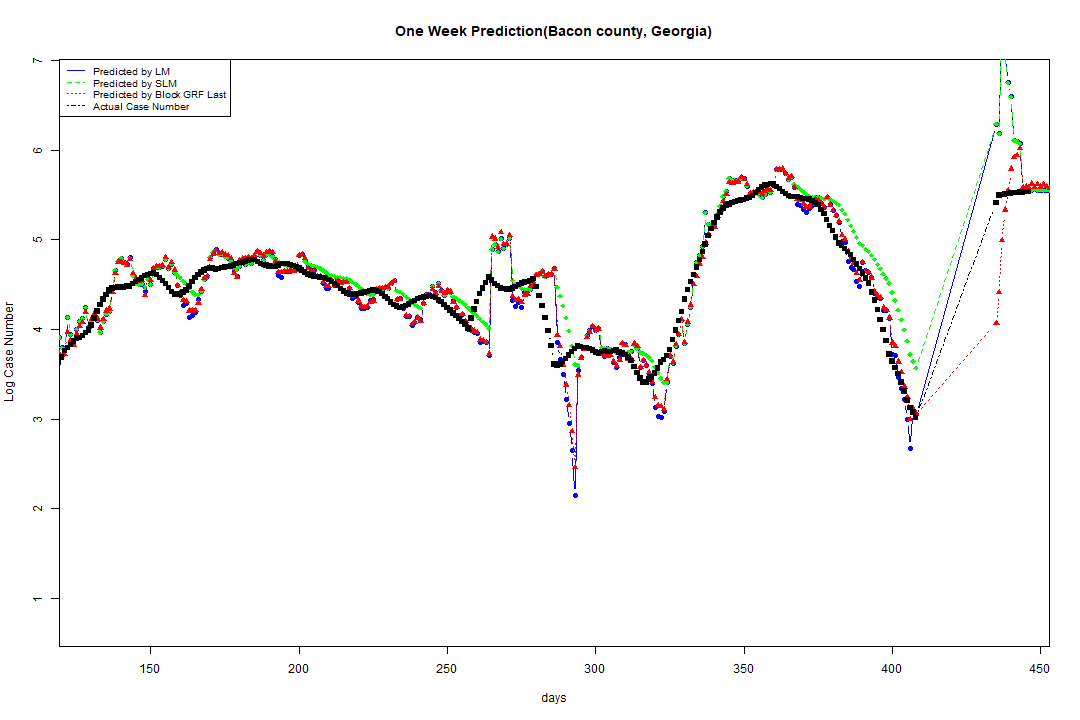 One Week Prediction(Bacon county, Georgia)
Predicted by LM
Predicted by SLM
Predicted by Block GRF Last
Actual Case Number
7
6
5
4
3
2
1
Log Case Number
150 200 250 300 350 400 450
days